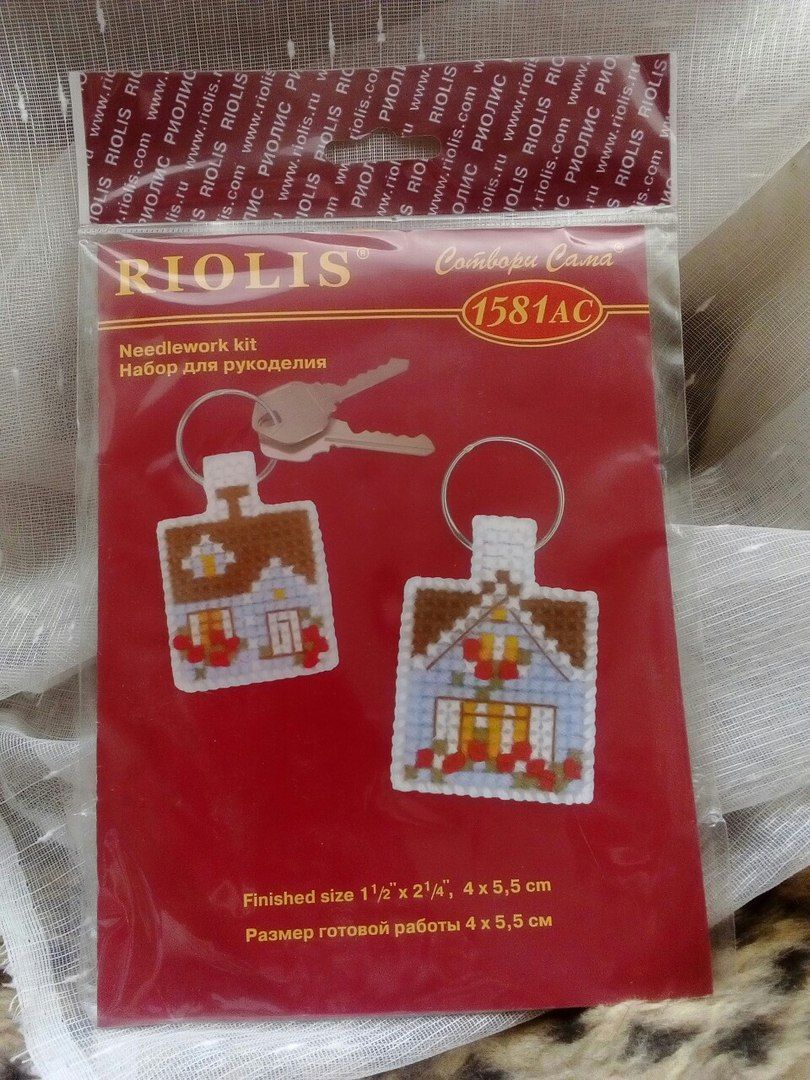 www.riolis.ru РИОЛИС www.riolis.com RIOLIS
RIOLIS®
Сотвори Сама®
1581АС
Needlework kit
Набор для рукоделия
Finished size 1 1/2" x 2 1/4", 4 x 5,5 cm
Размер готовой работы 4 x 5,5 см